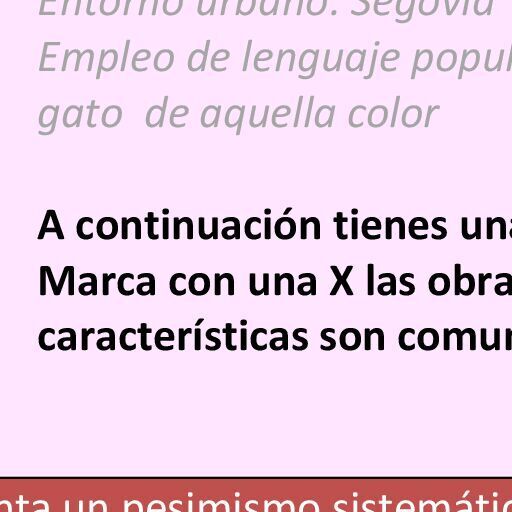 Entorno urbano. Segovia
Empleo de lenguaje popul
gato de aquella color
A continuación tienes una
Marca con una X las obra
características son comun
nta un pesimismo sistemátic